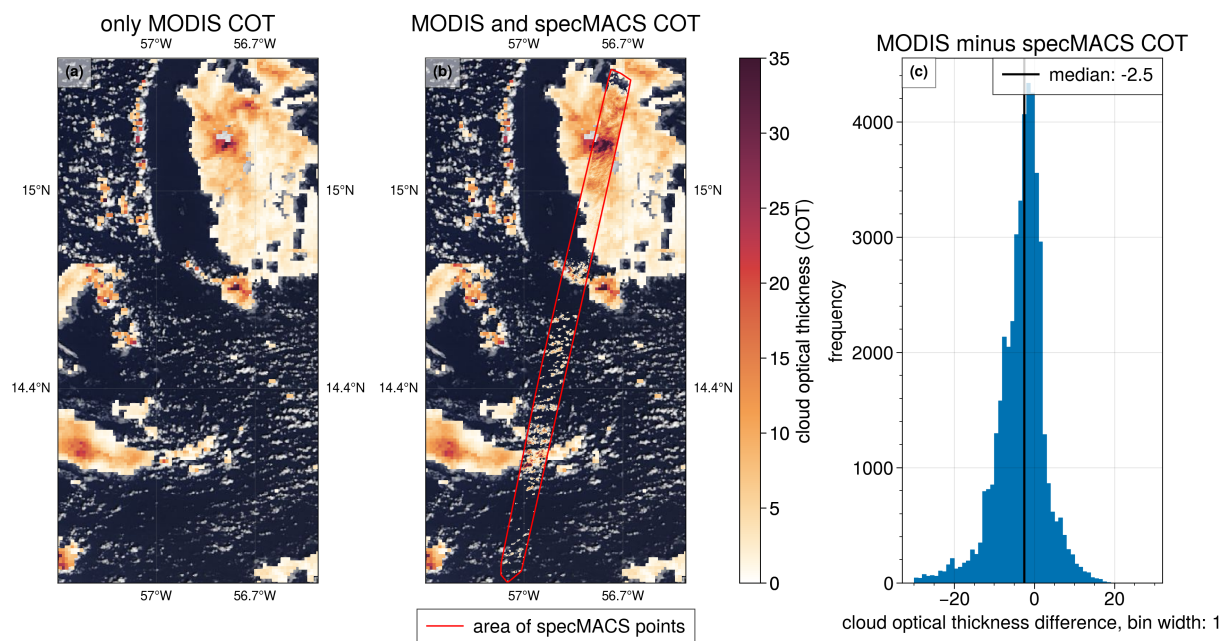 only MODIS COT
57°W 56.7°W
(a)
15°N
14.4°N
57°W 56.7°W
MODIS and specMACS COT
57°W 56.7°W
(b)
15°N 15°N
14.4°N 14.4°N
57°W 56.7°W
area of specMACS points
35
30
25
20
15
10
5
0
cloud optical thickness (COT)
MODIS minus specMACS COT
(c)
median: -2.5
4000
3000
2000
1000
0
frequency
−20 0 20
cloud optical thickness difference, bin width: 1